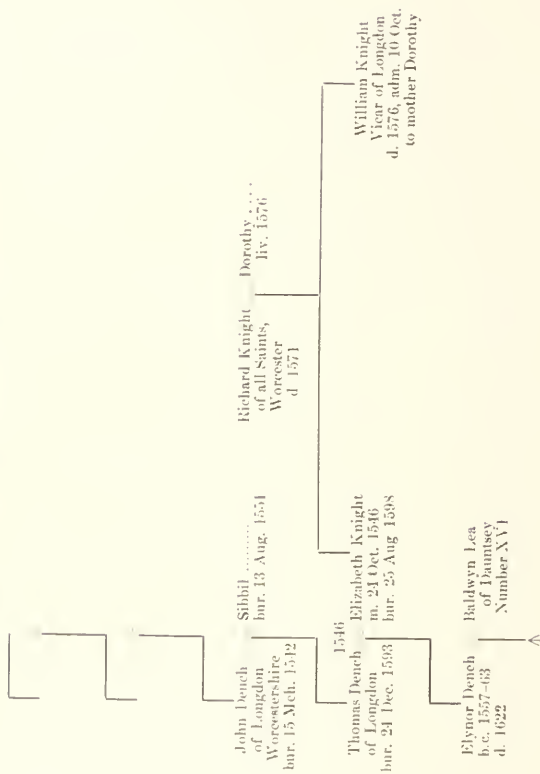 John Dench
of Longdon
Worcestershire
bur. 15 Mch. 1542
Sibbil ..........
bur. 13 Aug. 1551
Richard Knight
of all Saints,
Worcester
d 1571
Dorothy ....
liv. 1576
1546
Thomas Dench
of Longdon
bur. 24 Dec. 1593
Elizabeth Knight
m. 24 Oct. 1546
bur. 25 Aug 1598
William Knight
Vicar of Longdon
d. 1576, adm. 10 Oct.
to mother Dorothy
Elynor Dench
b.c. 1557-63
d. 1622
Baldwyn Lea
of Dauntsey
Number XVI